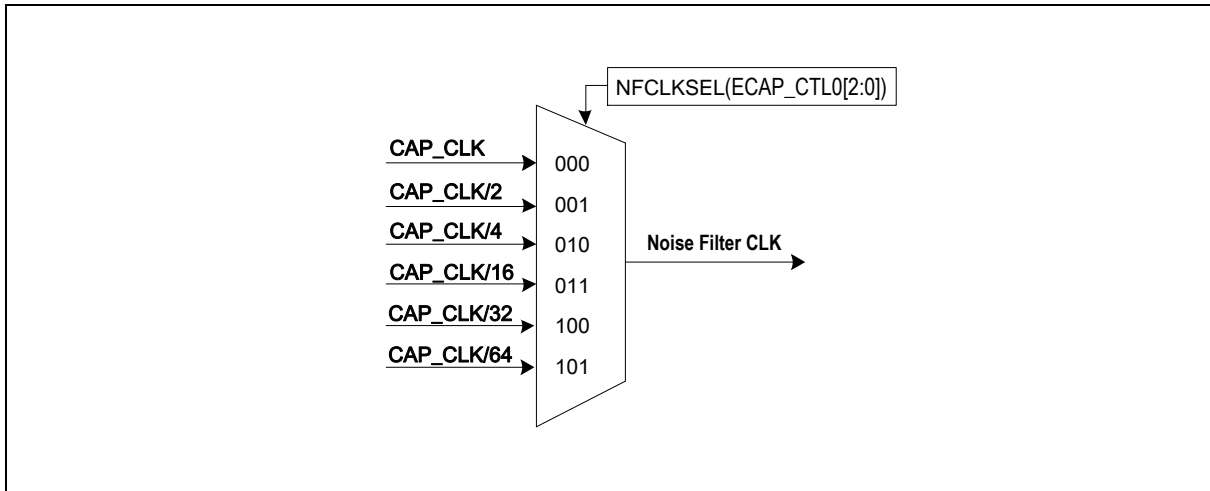 NFCLKSEL(ECAP_CTL0[2:0])
CAP_CLK
000
CAP_CLK/2
001
CAP_CLK/4
010
Noise Filter CLK
CAP_CLK/16
011
CAP_CLK/32
100
CAP_CLK/64
101